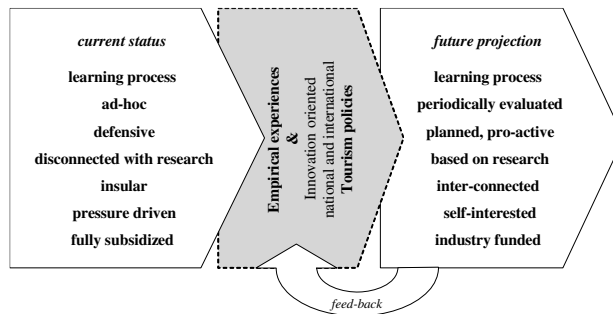 current status
learning process
ad-hoc
defensive
disconnected with research
insular
pressure driven
fully subsidized
Empirical experiences
&
Innovation oriented
national and international
Tourism policies
future projection
learning process
periodically evaluated
planned, pro-active
based on research
inter-connected
self-interested
industry funded
feed-back